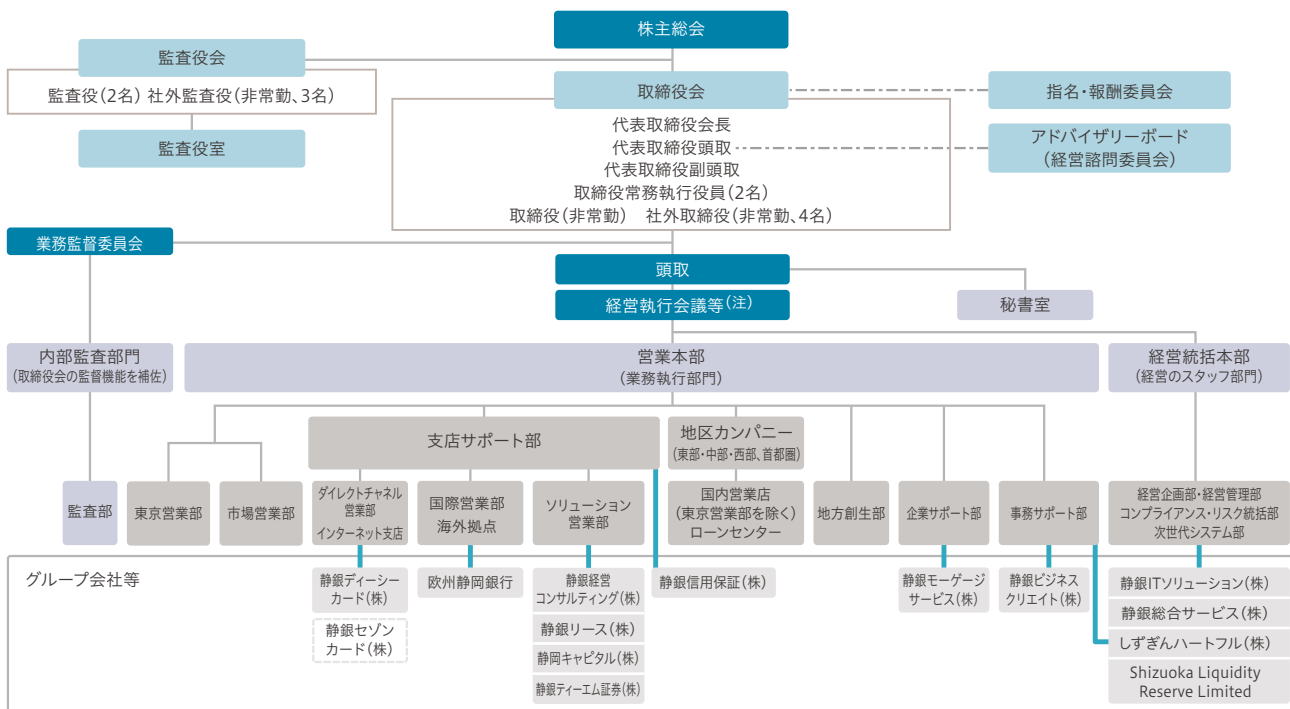 株主総会
監査役会
監査役(2名) 社外監査役(非常勤、3名)
監査役室
取締役会
代表取締役会長
代表取締役頭取
代表取締役副頭取
取締役常務執行役員(2名)
取締役(非常勤) 社外取締役(非常勤、4名)
指名・報酬委員会
アドバイザリーボード
(経営諮問委員会)
業務監督委員会
頭取
経営執行会議等(注)
秘書室
内部監査部門
(取締役会の監督機能を補佐)
営業本部
(業務執行部門)
経営統括本部
(経営のスタッフ部門)
支店サポート部
地区カンパニー
(東部・中部・西部、首都圏)
監査部
東京営業部
市場営業部
ダイレクトチャネル
営業部
インターネット支店
国際営業部
海外拠点
ソリューション
営業部
国内営業店
(東京営業部を除く)
ローンセンター
地方創生部
企業サポート部
事務サポート部
経営企画部・経営管理部
コンプライアンス・リスク統括部
次世代システム部
グループ会社等
静銀ディーシー
カード(株)
静銀セゾン
カード(株)
欧州静岡銀行
静銀経営
コンサルティング(株)
静銀リース(株)
静岡キャピタル(株)
静銀ティーエム証券(株)
静銀信用保証(株)
静銀モーゲージ
サービス(株)
静銀ビジネス
クリエイト(株)
静銀ITソリューション(株)
静銀総合サービス(株)
しずぎんハートフル(株)
Shizuoka Liquidity
Reserve Limited